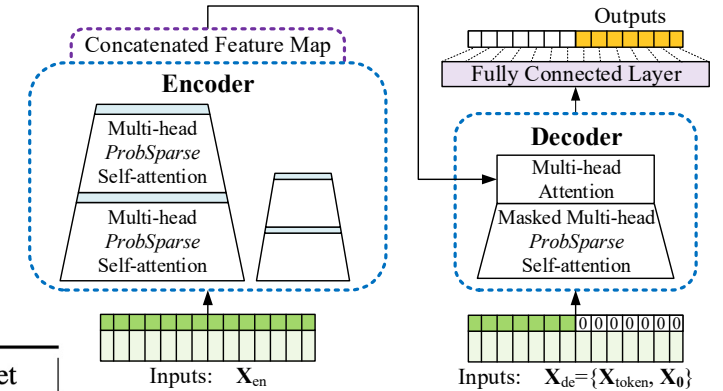 Outputs
Concatenated Feature Map
Fully Connected Layer
Encoder
Multi-head
ProbSparse
Self-attention
Multi-head
ProbSparse
Self-attention
Decoder
Multi-head
Attention
Masked Multi-head
ProbSparse
Self-attention
0 0 0 0 0 0 0
Inputs: Xen
Inputs: Xde={Xtoken, X0}
et